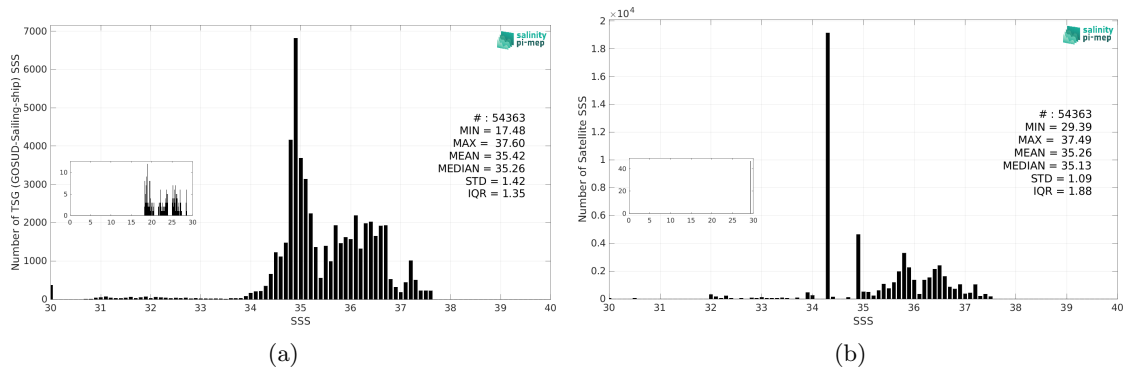 7000
6000
5000
4000
3000
2000
1000
0
Number of TSG (GOSUD-Sailing-ship) SSS
salinity
pi-mep
# : 54363
MIN = 17.48
MAX = 37.60
MEAN = 35.42
MEDIAN = 35.26
STD = 1.42
IQR = 1.35
10
5
0
0 5 10 15 20 25 30
30 31 32 33 34 35 36 37 38 39 40
SSS
(a)
2 ×10⁴
1.8
1.6
1.4
1.2
1
0.8
0.6
0.4
0.2
0
Number of Satellite SSS
salinity
pi-mep
# : 54363
MIN = 29.39
MAX = 37.49
MEAN = 35.26
MEDIAN = 35.13
STD = 1.09
IQR = 1.88
40
20
0
0 5 10 15 20 25 30
30 31 32 33 34 35 36 37 38 39 40
SSS
(b)